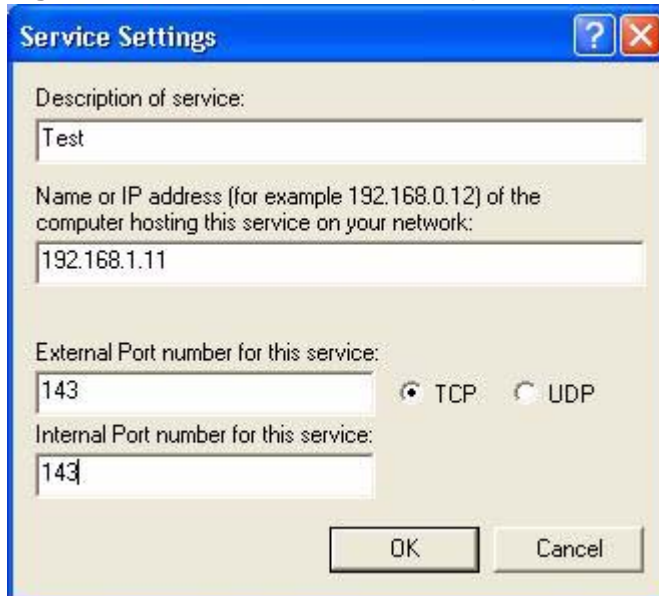 Service Settings
Description of service:
Test
Name or IP address (for example 192.168.0.12) of the
computer hosting this service on your network:
192.168.1.11
External Port number for this service:
143
TCP
UDP
Internal Port number for this service:
143
OK
Cancel